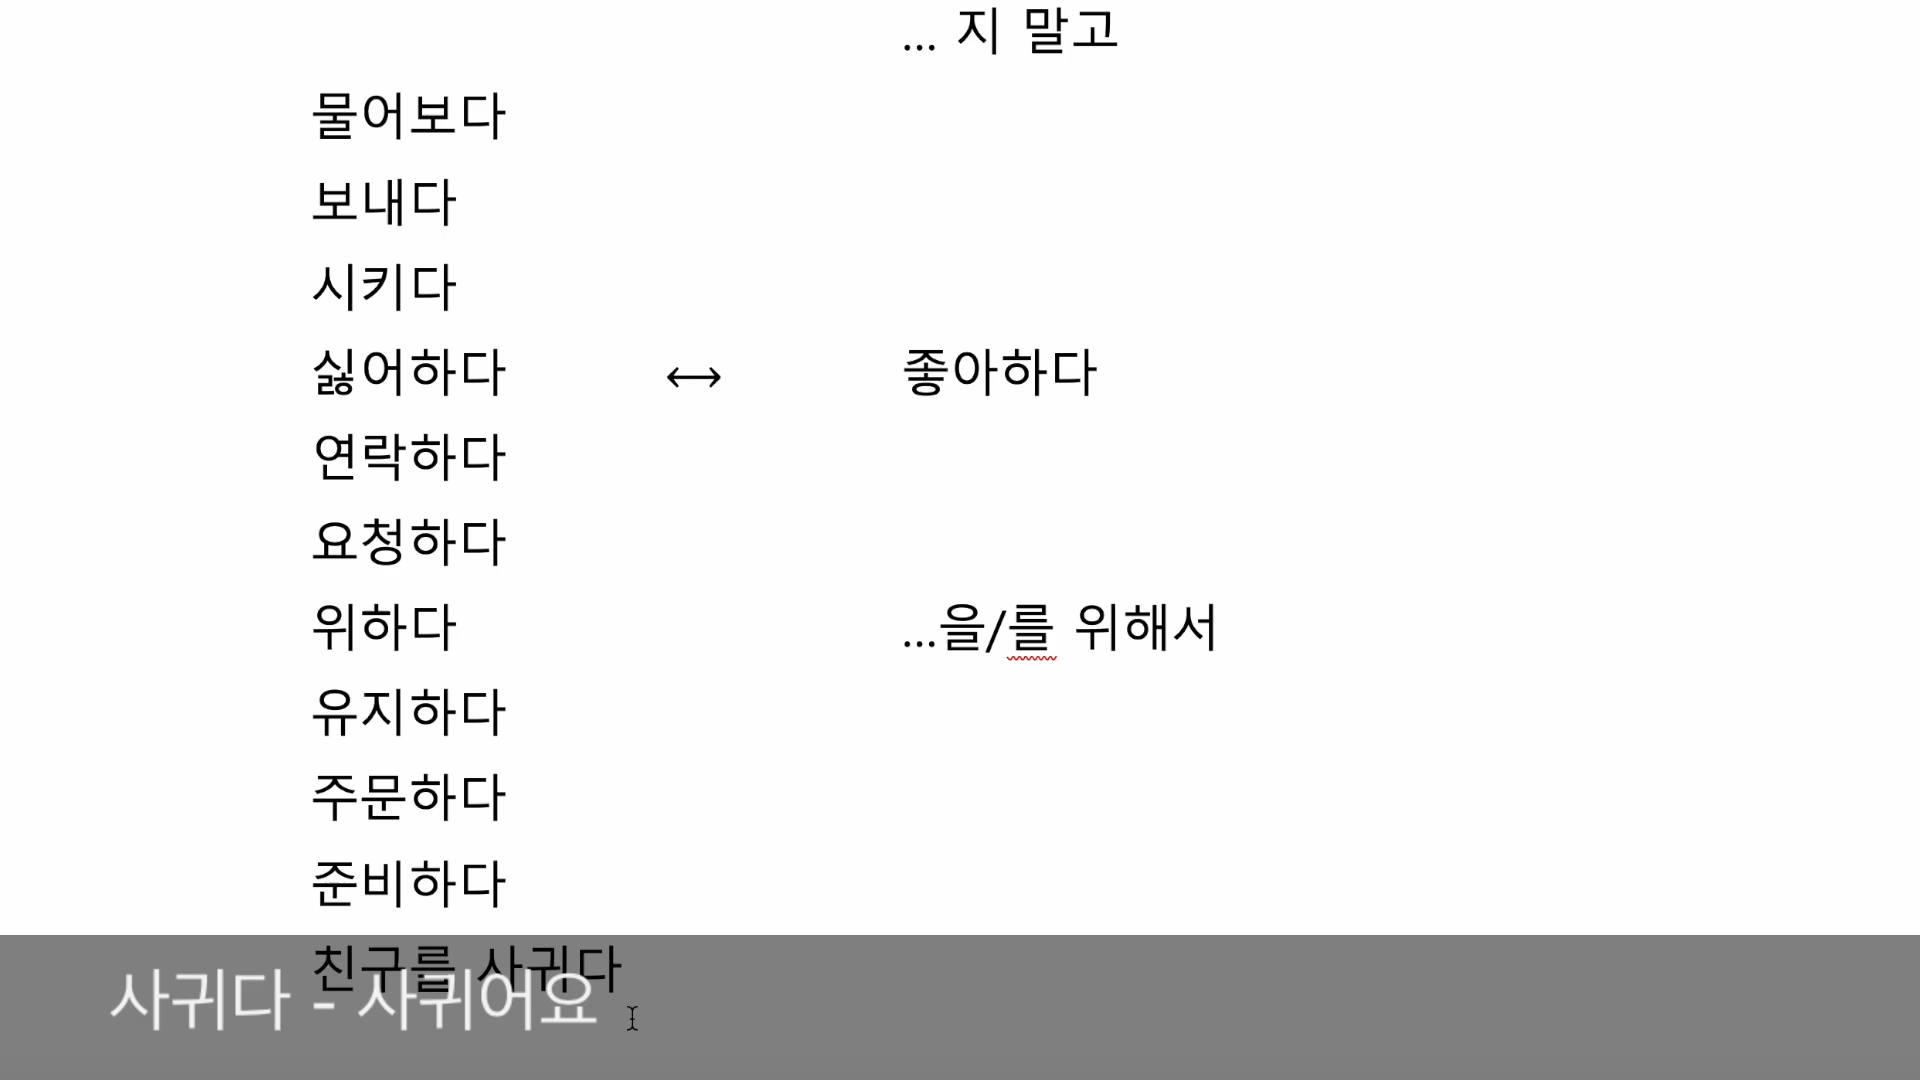 ... 지 말고
물어보다
보내다
시키다
싫어하다 ↔ 좋아하다
연락하다
요청하다
위하다 ...을/를 위해서
유지하다
주문하다
준비하다
친구를 사귀다
사귀다 - 사귀어요